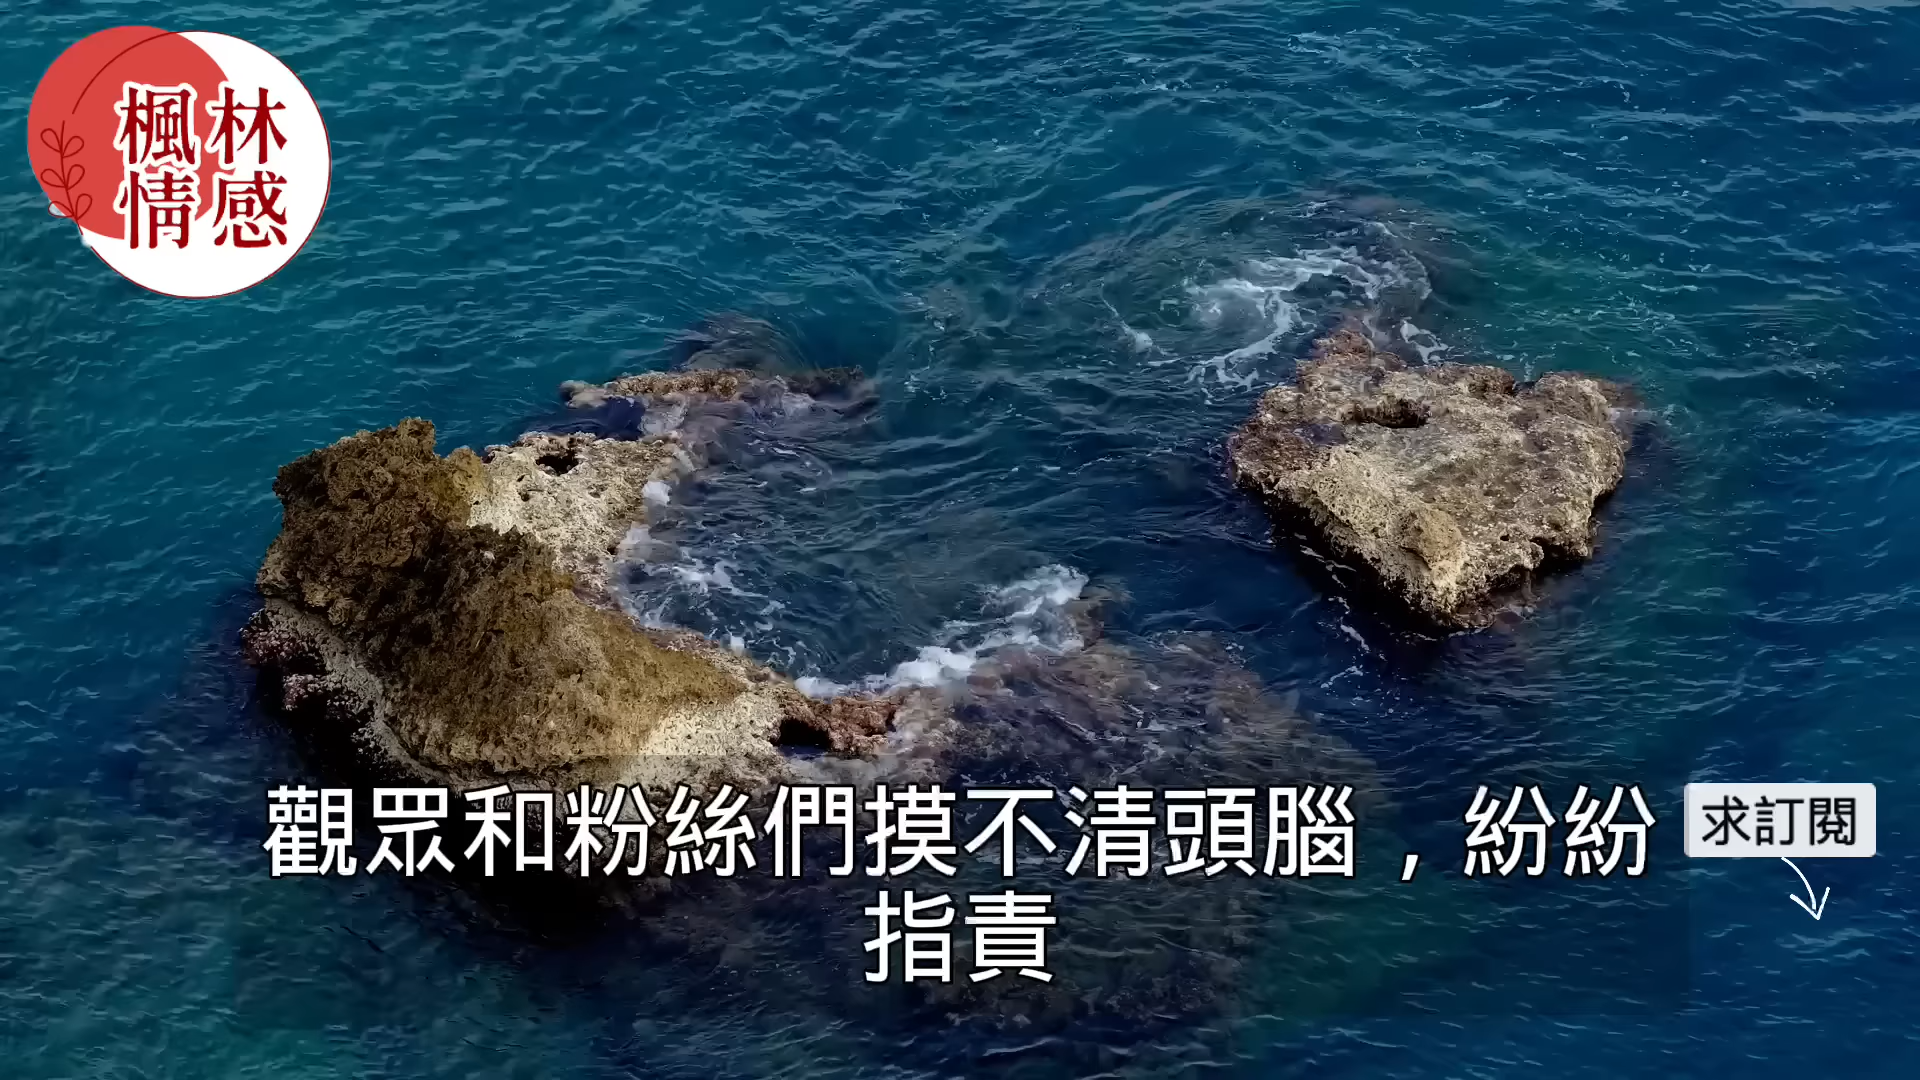 楓林
情感
觀眾和粉絲們摸不清頭腦，紛紛
指責
求訂閱